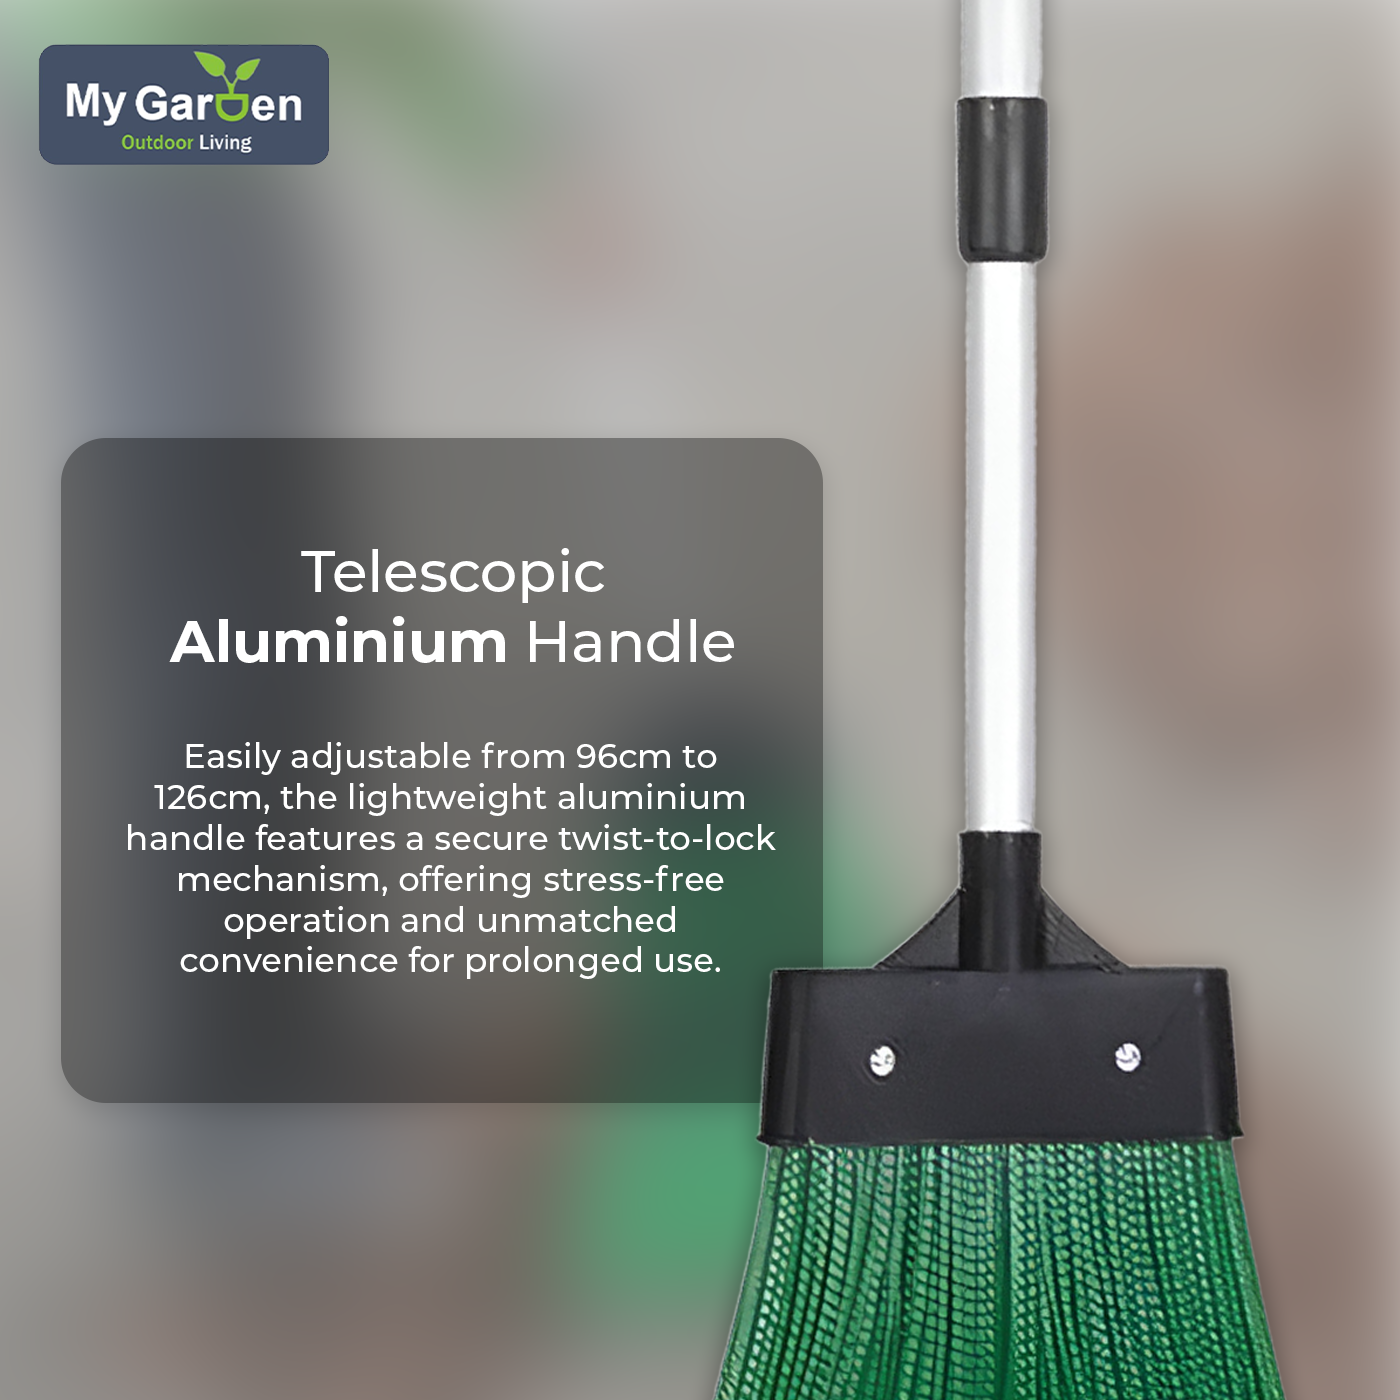 My Garden
Outdoor Living
Telescopic
Aluminium Handle
Easily adjustable from 96cm to
126cm, the lightweight aluminium
handle features a secure twist-to-lock
mechanism, offering stress-free
operation and unmatched
convenience for prolonged use.